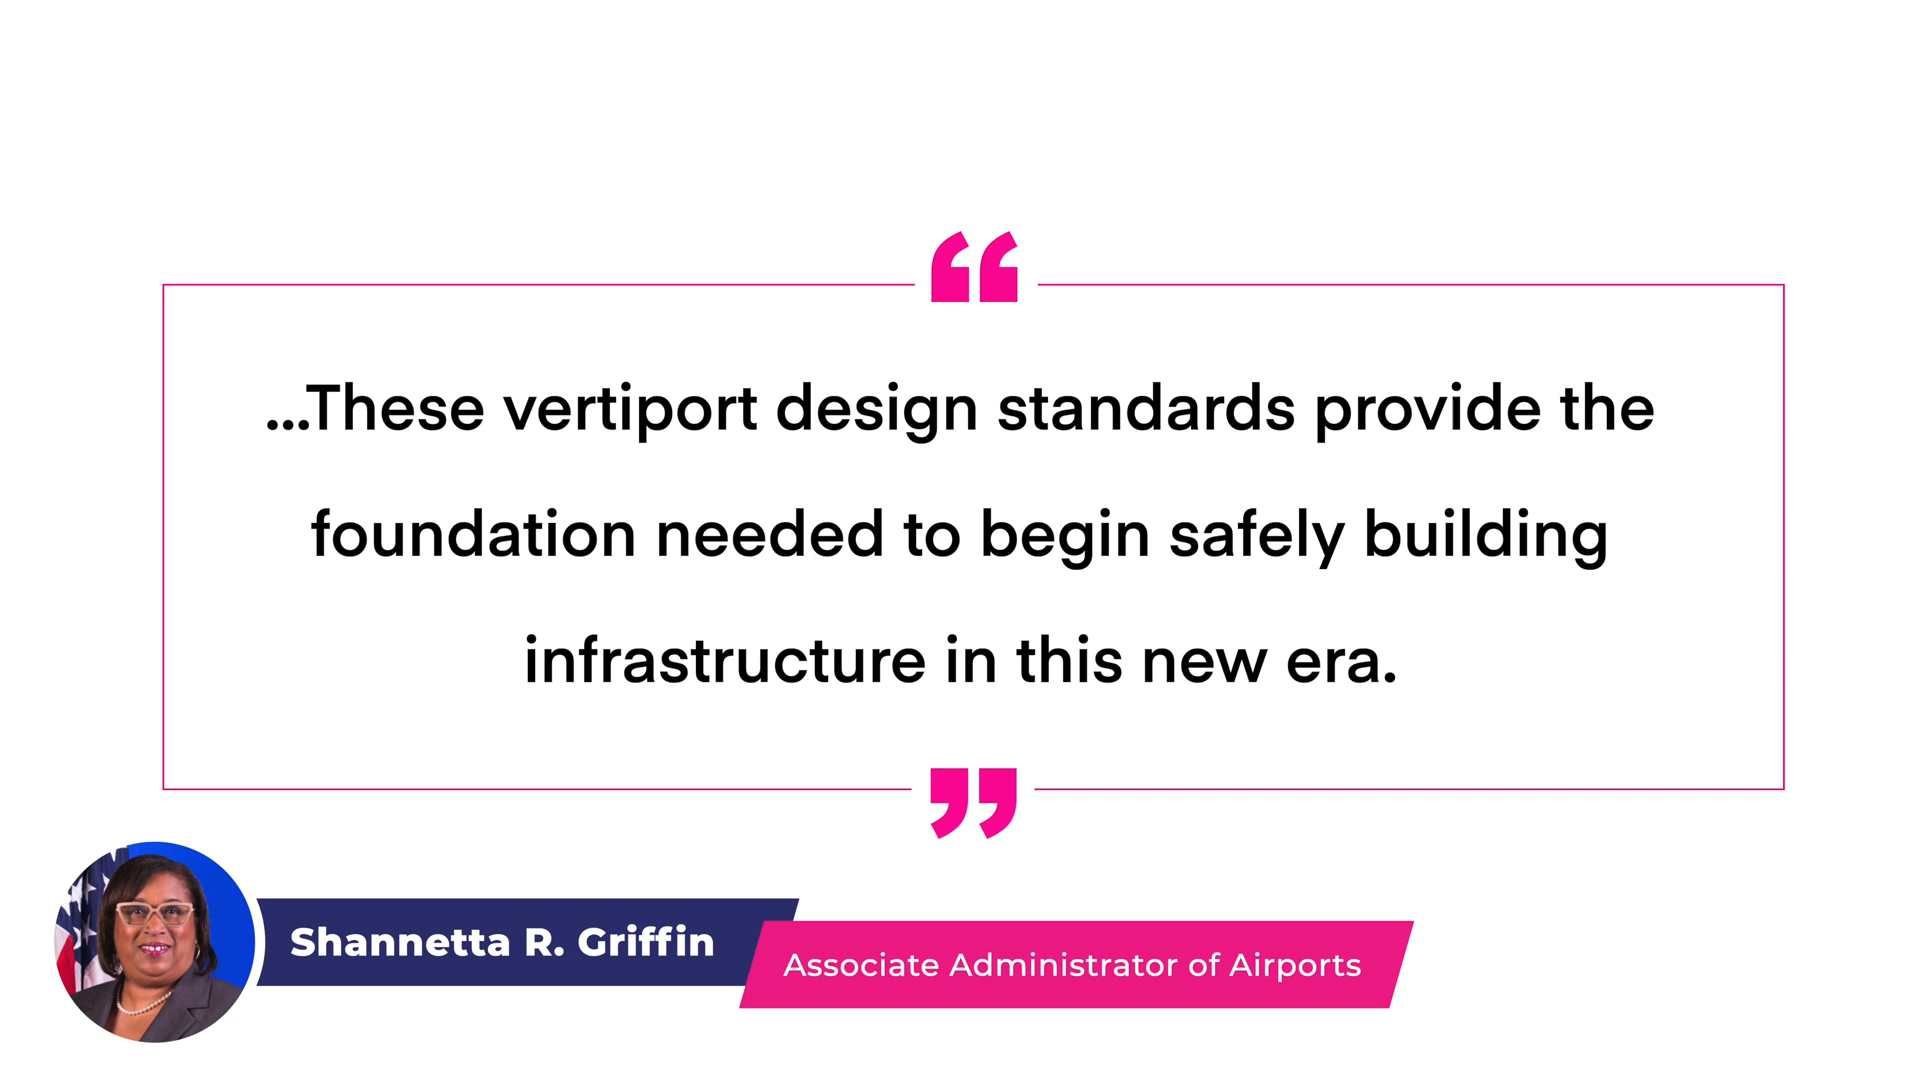 “
...These vertiport design standards provide the
foundation needed to begin safely building
infrastructure in this new era.
”
Shannetta R. Griffin
Associate Administrator of Airports